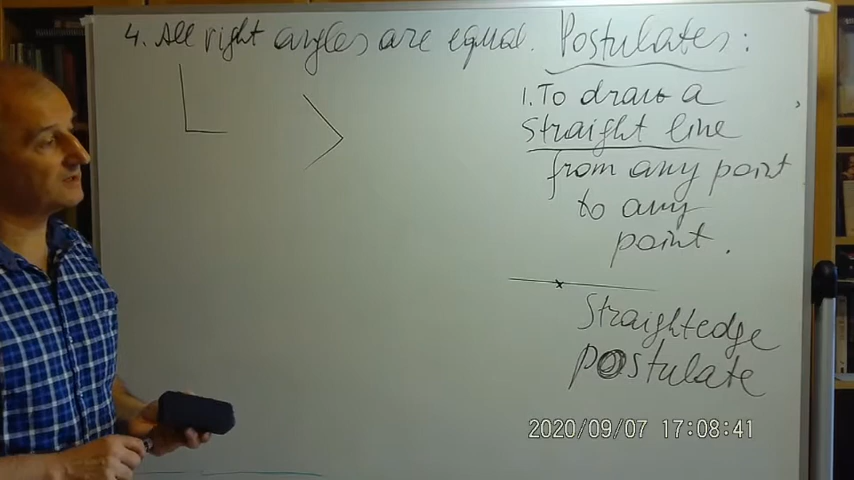 4. All right angles are equal.
Postulates:
1. To draw a
straight line
from any point
to any
point.
Straightedge
postulate
2020/09/07 17:08:41